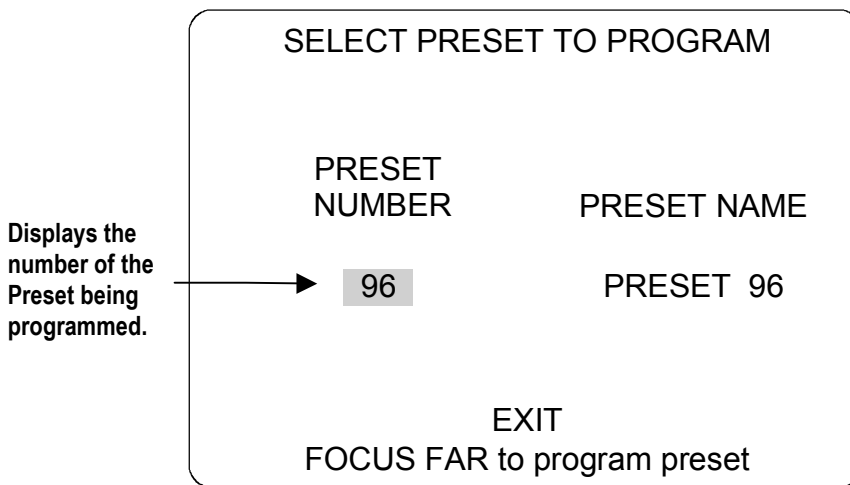 SELECT PRESET TO PROGRAM
PRESET
NUMBER
PRESET NAME
Displays the
number of the
Preset being
programmed.
96
PRESET 96
EXIT
FOCUS FAR to program preset